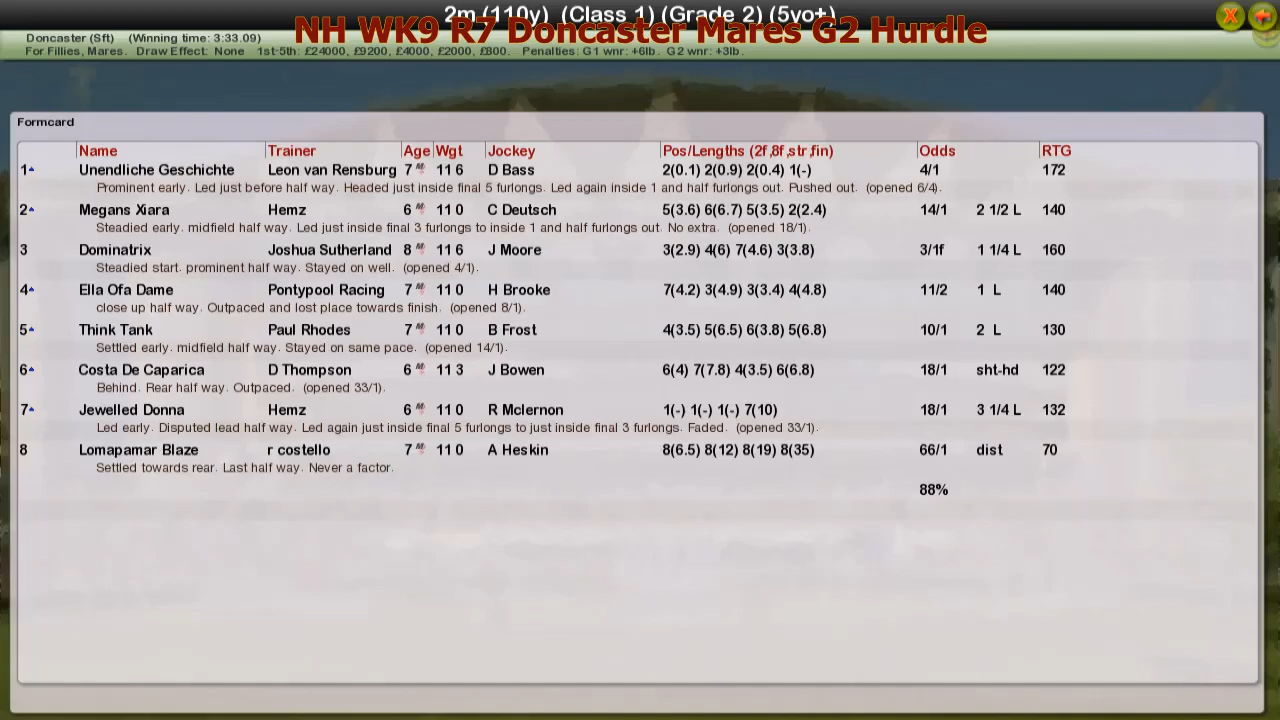 2m (110y) (Class 1) (Grade 2) (5yo+)
NH WK9 R7 Doncaster Mares G2 Hurdle
Doncaster (Sft) (Winning time: 3:33.09)
For Fillies, Mares. Draw Effect: None 1st-5th: £24000, £9200, £4000, £2000, £800. Penalties: G1 wnr: +6lb. G2 wnr: +3lb.
Formcard
Name Trainer Age Wgt Jockey Pos/Lengths (2f,8f,str,fin) Odds RTG
1 Unendliche Geschichte Leon van Rensburg 7 M 11 6 D Bass 2(0.1) 2(0.9) 2(0.4) 1(-) 4/1 172
Prominent early. Led just before half way. Headed just inside final 5 furlongs. Led again inside 1 and half furlongs out. Pushed out. (opened 6/4).
2 Megans Xiara Hemz 6 M 11 0 C Deutsch 5(3.6) 6(6.7) 5(3.5) 2(2.4) 14/1 2 1/2 L 140
Steadied early. midfield half way. Led just inside final 3 furlongs to inside 1 and half furlongs out. No extra. (opened 18/1).
3 Dominatrix Joshua Sutherland 8 M 11 6 J Moore 3(2.9) 4(6) 7(4.6) 3(3.8) 3/1f 1 1/4 L 160
Steadied start. prominent half way. Stayed on well. (opened 4/1).
4 Ella Ofa Dame Pontypool Racing 7 M 11 0 H Brooke 7(4.2) 3(4.9) 3(3.4) 4(4.8) 11/2 1 L 140
close up half way. Outpaced and lost place towards finish. (opened 8/1).
5 Think Tank Paul Rhodes 7 M 11 0 B Frost 4(3.5) 5(6.5) 6(3.8) 5(6.8) 10/1 2 L 130
Settled early. midfield half way. Stayed on same pace. (opened 14/1).
6 Costa De Caparica D Thompson 6 M 11 3 J Bowen 6(4) 7(7.8) 4(3.5) 6(6.8) 18/1 sht-hd 122
Behind. Rear half way. Outpaced. (opened 33/1).
7 Jewelled Donna Hemz 6 M 11 0 R Mclernon 1(-) 1(-) 1(-) 7(10) 18/1 3 1/4 L 132
Led early. Disputed lead half way. Led again just inside final 5 furlongs to just inside final 3 furlongs. Faded. (opened 33/1).
8 Lomapamar Blaze r costello 7 M 11 0 A Heskin 8(6.5) 8(12) 8(19) 8(35) 66/1 dist 70
Settled towards rear. Last half way. Never a factor.
88%